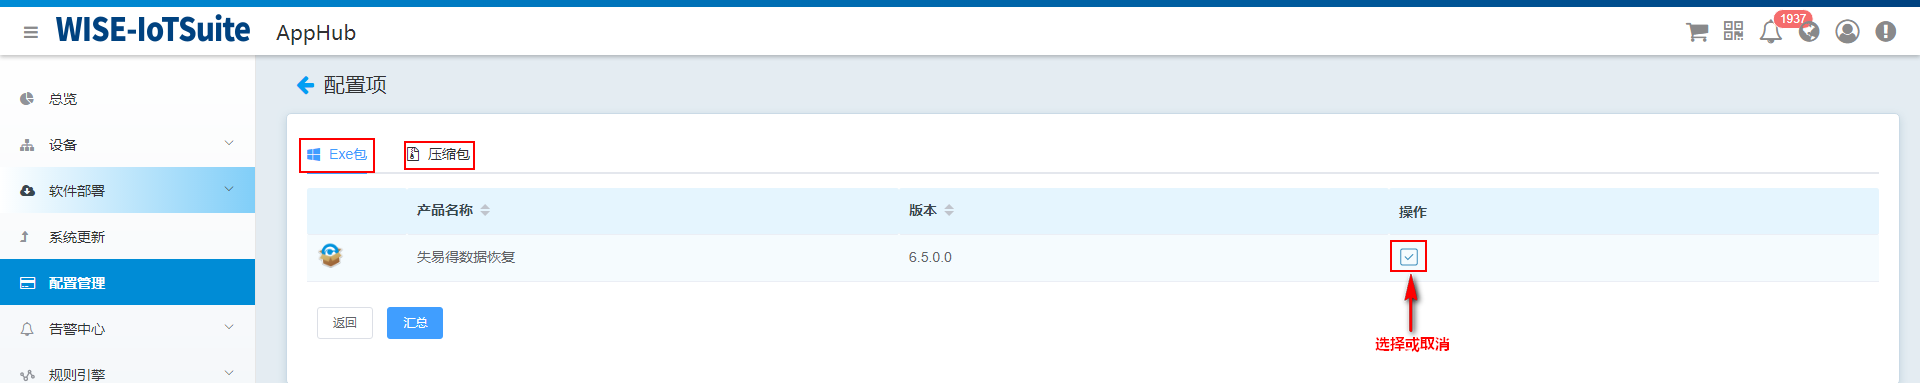 WISE-IoTSuite AppHub 1937
总览
设备
软件部署
系统更新
配置管理
告警中心
规则引擎
配置项
Exe包 压缩包
产品名称 版本 操作
失易得数据恢复 6.5.0.0
返回 汇总
选择或取消